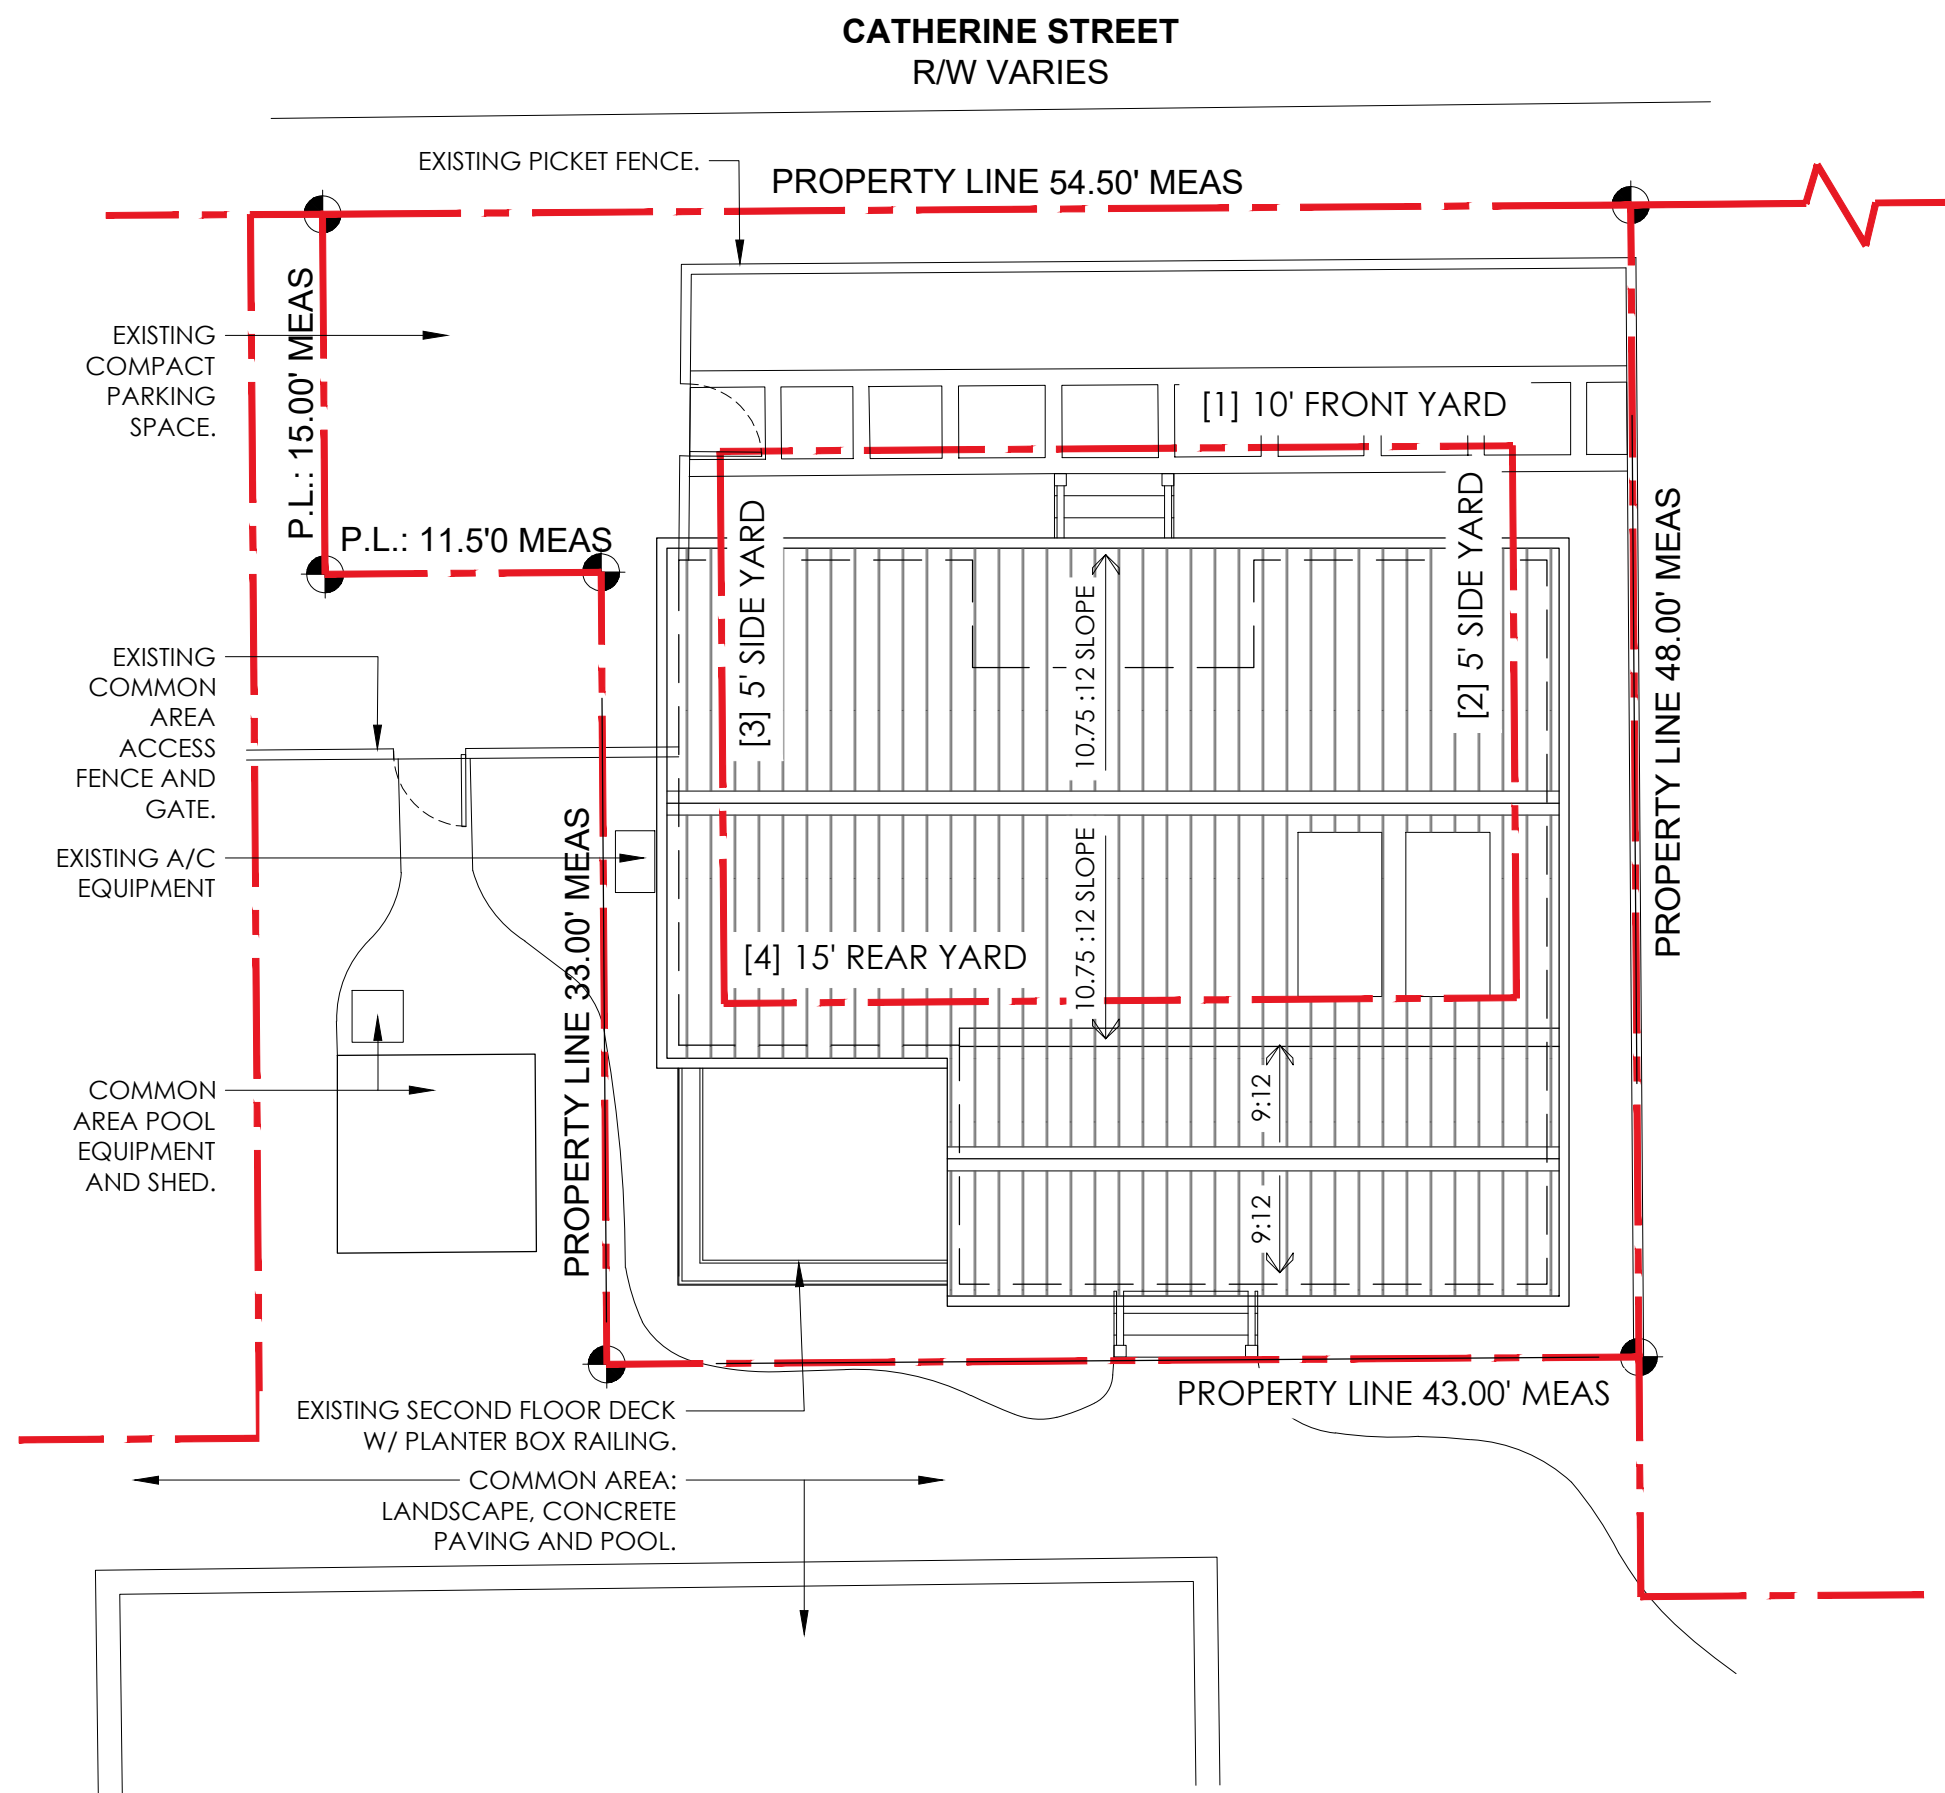 CATHERINE STREET
R/W VARIES
EXISTING PICKET FENCE.
PROPERTY LINE 54.50' MEAS
EXISTING
COMPACT
PARKING
SPACE.
P.L.: 15.00' MEAS
[1] 10' FRONT YARD
P.L.: 11.5'0 MEAS
[3] 5' SIDE YARD
[2] 5' SIDE YARD
PROPERTY LINE 48.00' MEAS
10.75 :12 SLOPE
EXISTING
COMMON
AREA
ACCESS
FENCE AND
GATE.
EXISTING A/C
EQUIPMENT
PROPERTY LINE 33.00' MEAS
[4] 15' REAR YARD
10.75 :12 SLOPE
COMMON
AREA POOL
EQUIPMENT
AND SHED.
9:12
9:12
PROPERTY LINE 43.00' MEAS
EXISTING SECOND FLOOR DECK
W/ PLANTER BOX RAILING.
COMMON AREA:
LANDSCAPE, CONCRETE
PAVING AND POOL.